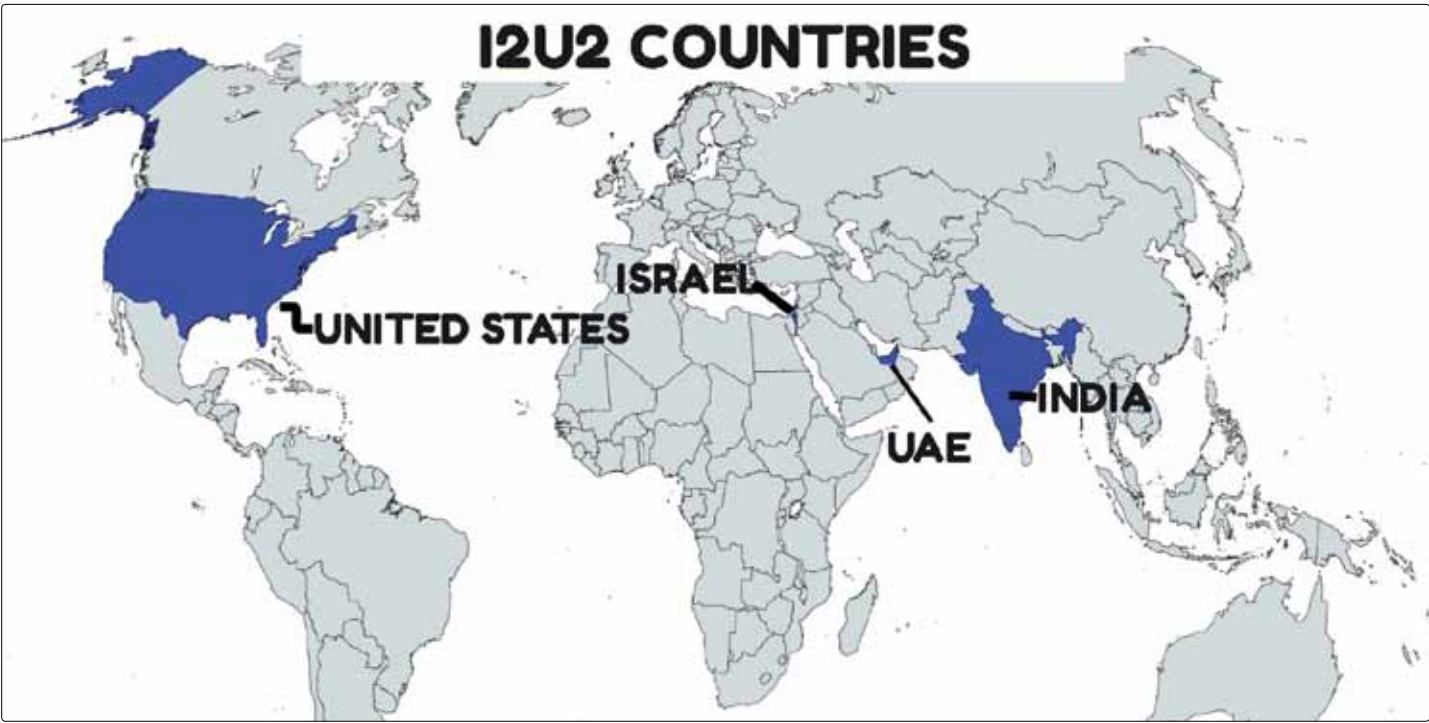 I2U2 COUNTRIES
ISRAEL
UNITED STATES
INDIA
UAE